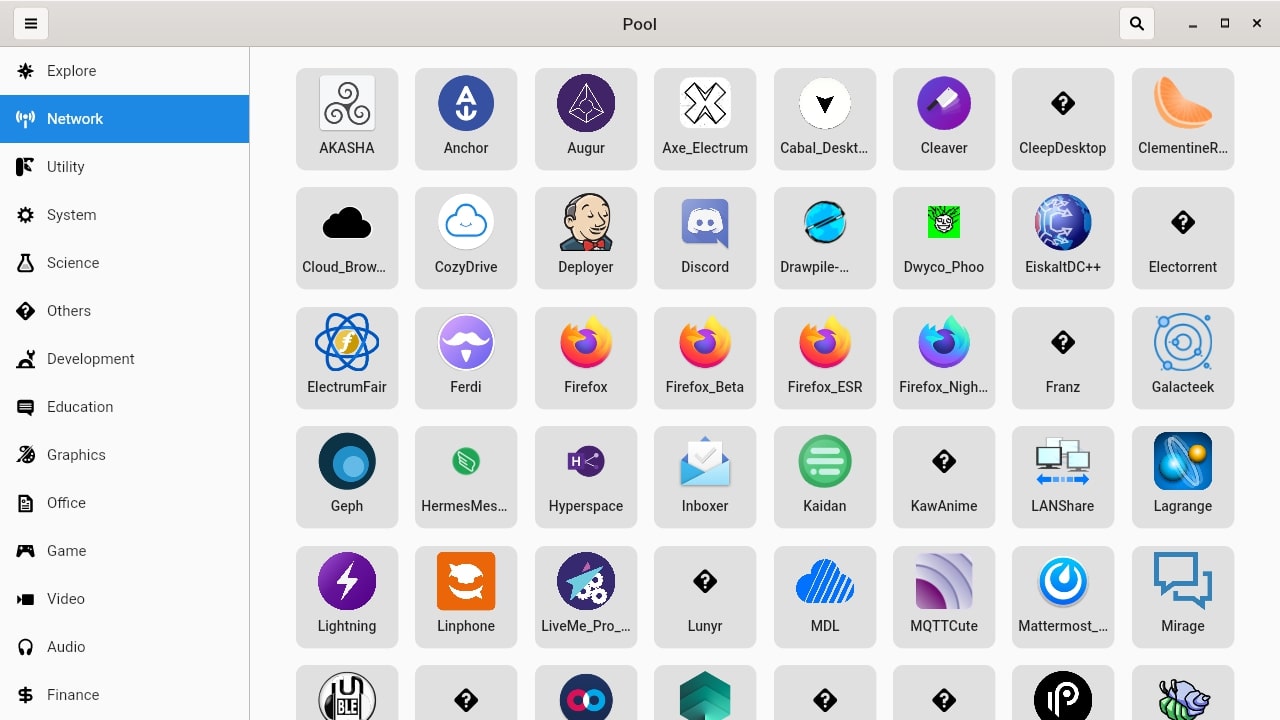 Pool
Explore
Network
Utility
System
Science
Others
Development
Education
Graphics
Office
Game
Video
Audio
Finance
AKASHA
Anchor
Augur
Axe_Electrum
Cabal_Deskt...
Cleaver
CleepDesktop
ClementineR...
Cloud_Brow...
CozyDrive
Deployer
Discord
Drawpile-...
Dwyco_Phoo
EiskaltDC++
Electorrent
ElectrumFair
Ferdi
Firefox
Firefox_Beta
Firefox_ESR
Firefox_Nigh...
Franz
Galacteek
Geph
HermesMes...
Hyperspace
Inboxer
Kaidan
KawAnime
LANShare
Lagrange
Lightning
Linphone
LiveMe_Pro_...
Lunyr
MDL
MQTTCute
Mattermost_...
Mirage